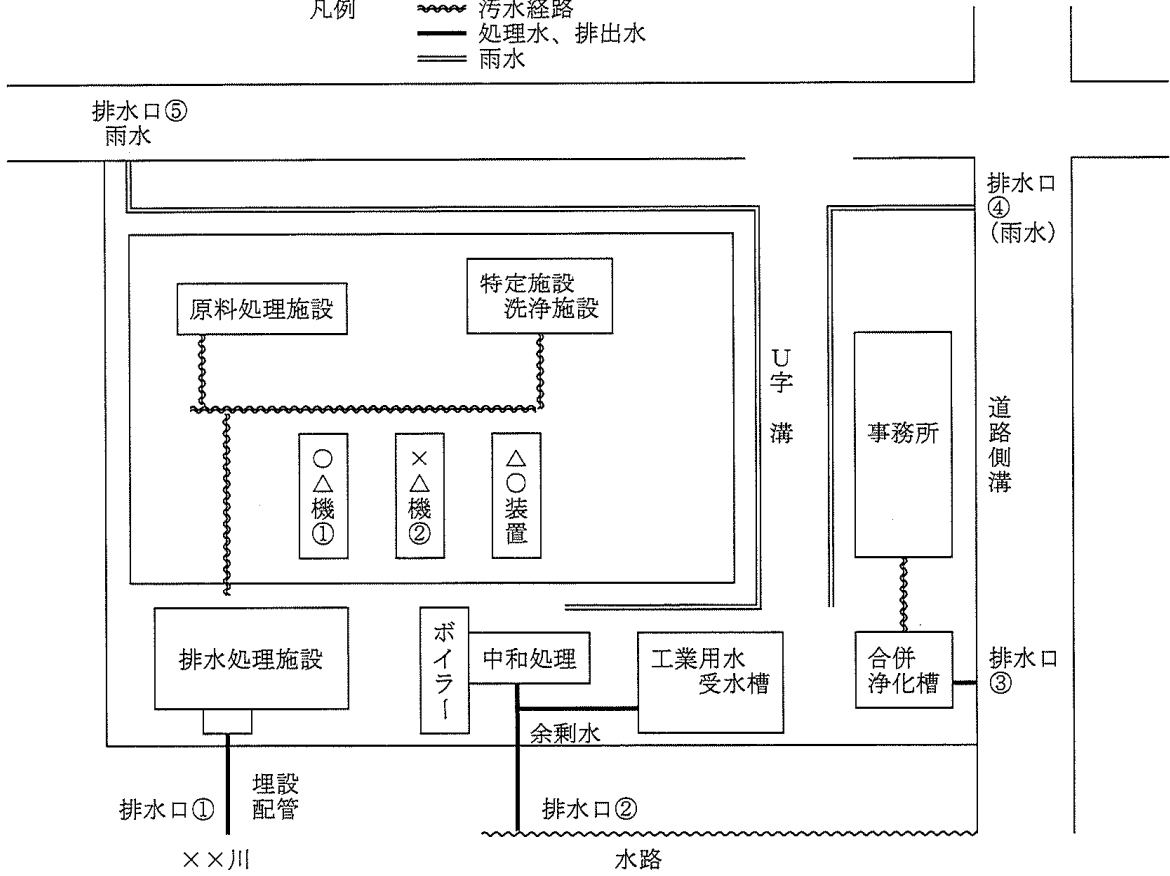 凡例
汚水経路
処理水、排出水
雨水
排水口⑤
雨水
排水口
④
(雨水)
原料処理施設
特定施設
洗浄施設
U字溝
道路側溝
事務所
○△機①
×△機②
△○装置
排水処理施設
ボイラー
中和処理
工業用水
受水槽
合併
浄化槽
排水口
③
余剰水
埋設
配管
排水口①
排水口②
××川
水路